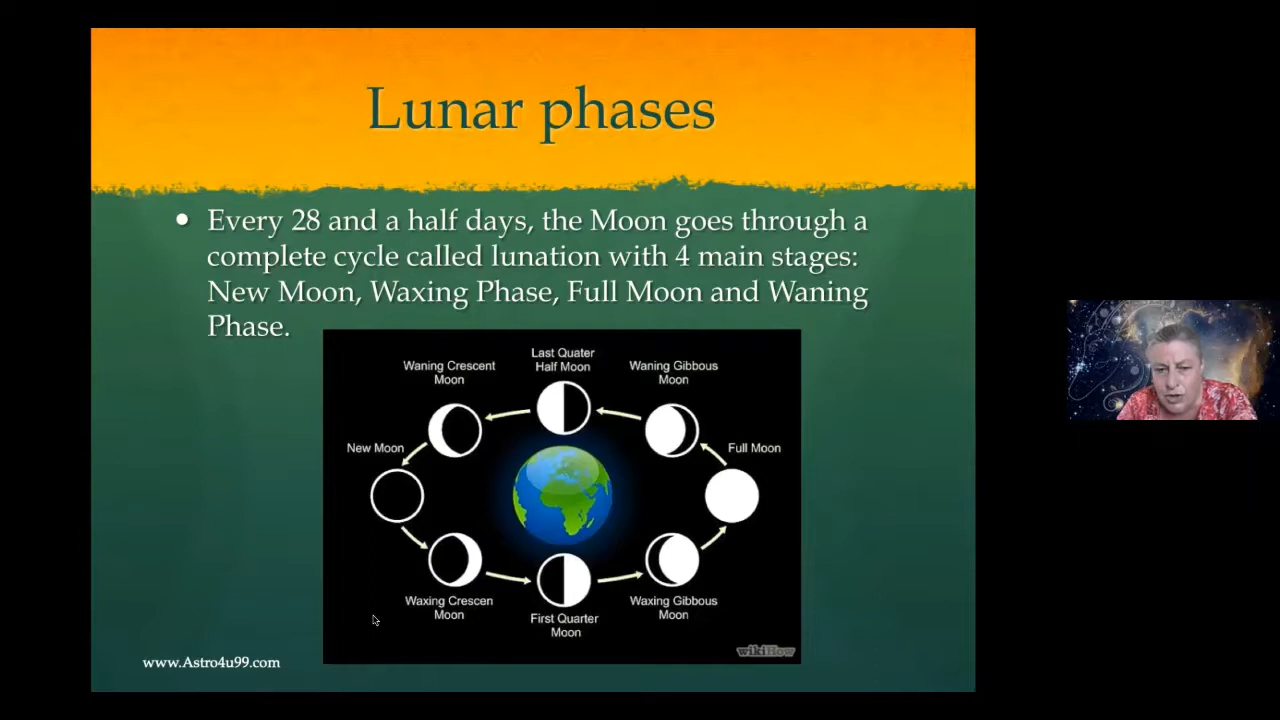 Lunar phases
Every 28 and a half days, the Moon goes through a
complete cycle called lunation with 4 main stages:
New Moon, Waxing Phase, Full Moon and Waning
Phase.
Waning Crescent
Moon
Last Quater
Half Moon
Waning Gibbous
Moon
New Moon
Full Moon
Waxing Crescen
Moon
First Quarter
Moon
Waxing Gibbous
Moon
wikiHow
www.Astro4u99.com